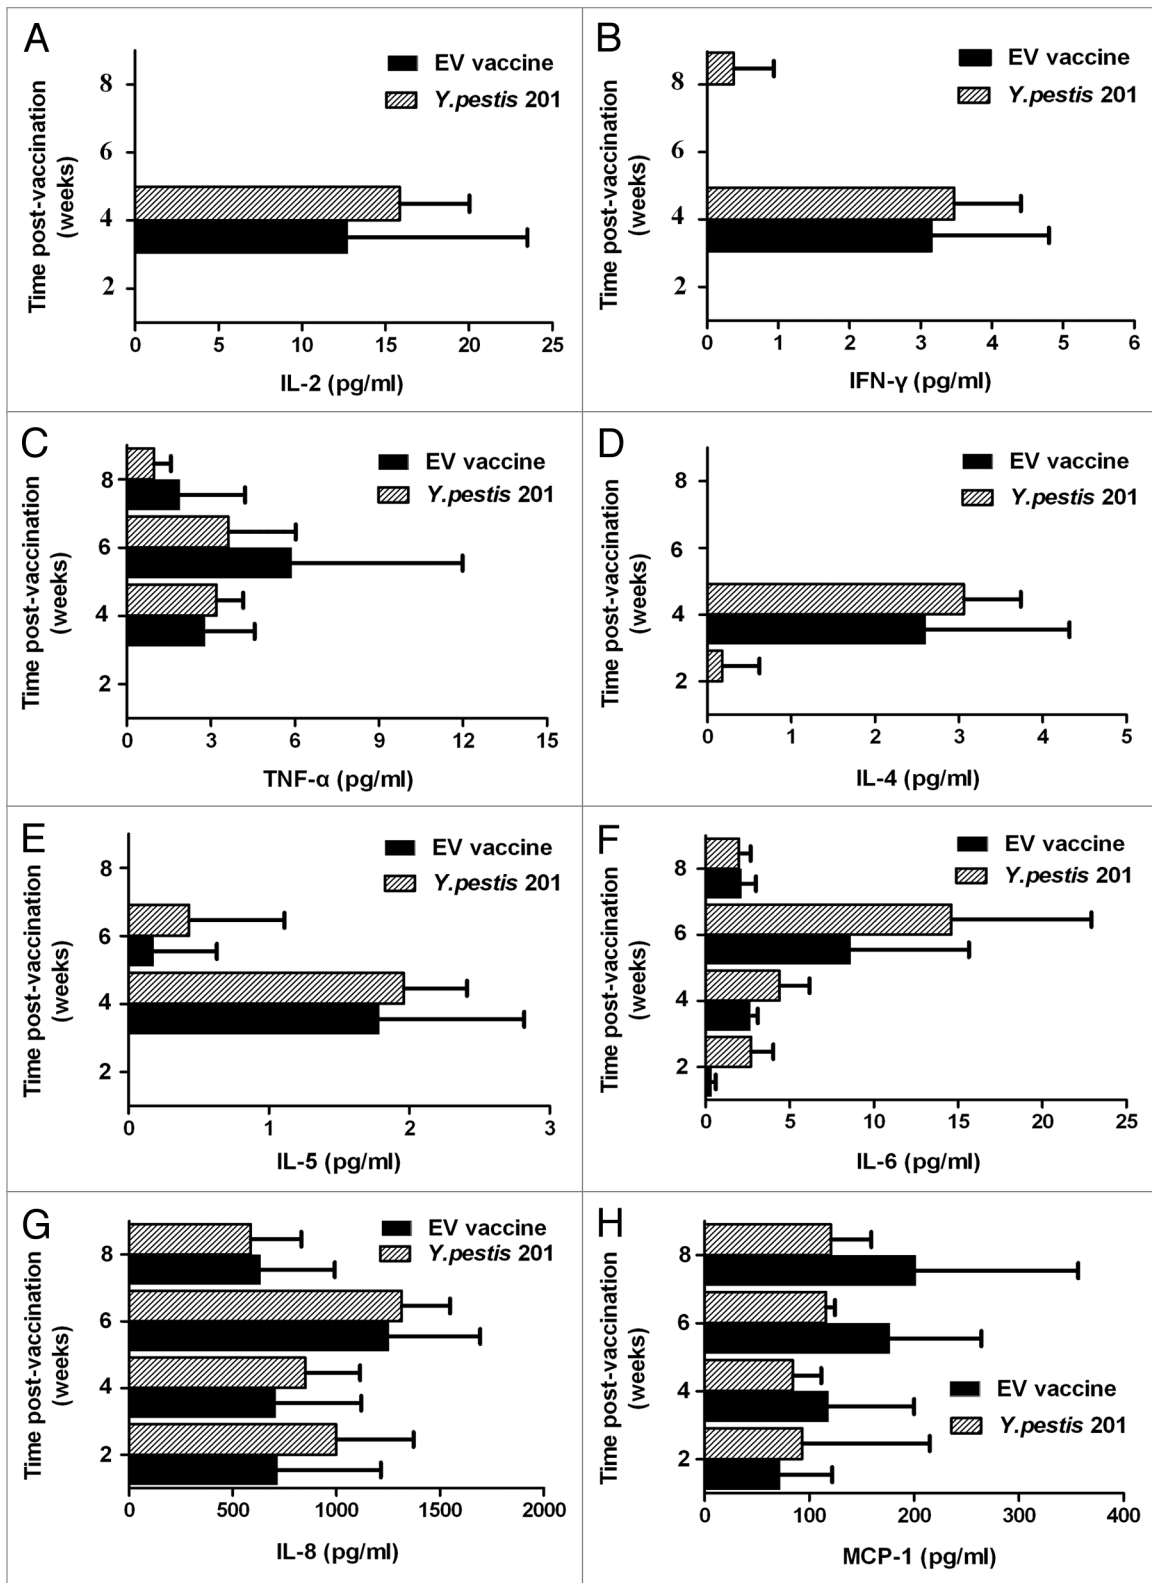 A
EV vaccine
Y.pestis 201
Time post-vaccination
(weeks)
8
6
4
2
0 5 10 15 20 25
IL-2 (pg/ml)
B
EV vaccine
Y.pestis 201
Time post-vaccination
(weeks)
8
6
4
2
0 1 2 3 4 5 6
IFN-γ (pg/ml)
C
EV vaccine
Y.pestis 201
Time post-vaccination
(weeks)
8
6
4
2
0 3 6 9 12 15
TNF-α (pg/ml)
D
EV vaccine
Y.pestis 201
Time post-vaccination
(weeks)
8
6
4
2
0 1 2 3 4 5
IL-4 (pg/ml)
E
EV vaccine
Y.pestis 201
Time post-vaccination
(weeks)
8
6
4
2
0 1 2 3
IL-5 (pg/ml)
F
EV vaccine
Y.pestis 201
Time post-vaccination
(weeks)
8
6
4
2
0 5 10 15 20 25
IL-6 (pg/ml)
G
EV vaccine
Y.pestis 201
Time post-vaccination
(weeks)
8
6
4
2
0 500 1000 1500 2000
IL-8 (pg/ml)
H
EV vaccine
Y.pestis 201
Time post-vaccination
(weeks)
8
6
4
2
0 100 200 300 400
MCP-1 (pg/ml)